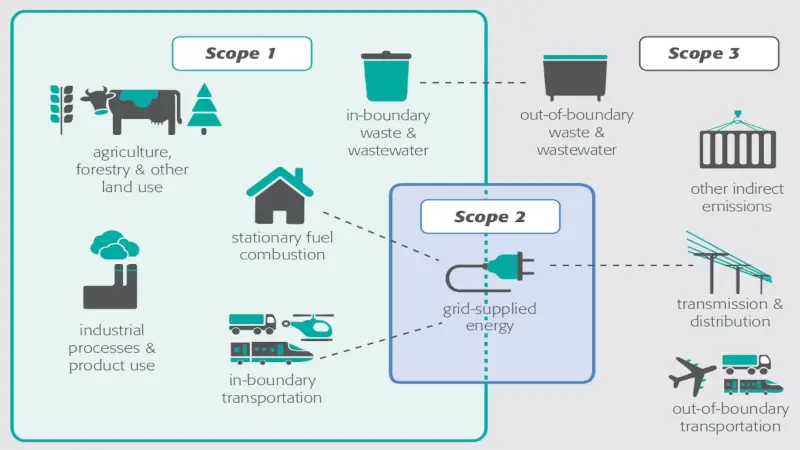 Scope 1
Scope 3
in-boundary
waste &
wastewater
out-of-boundary
waste &
wastewater
agriculture,
forestry & other
land use
other indirect
emissions
Scope 2
stationary fuel
combustion
grid-supplied
energy
transmission &
distribution
industrial
processes &
product use
in-boundary
transportation
out-of-boundary
transportation